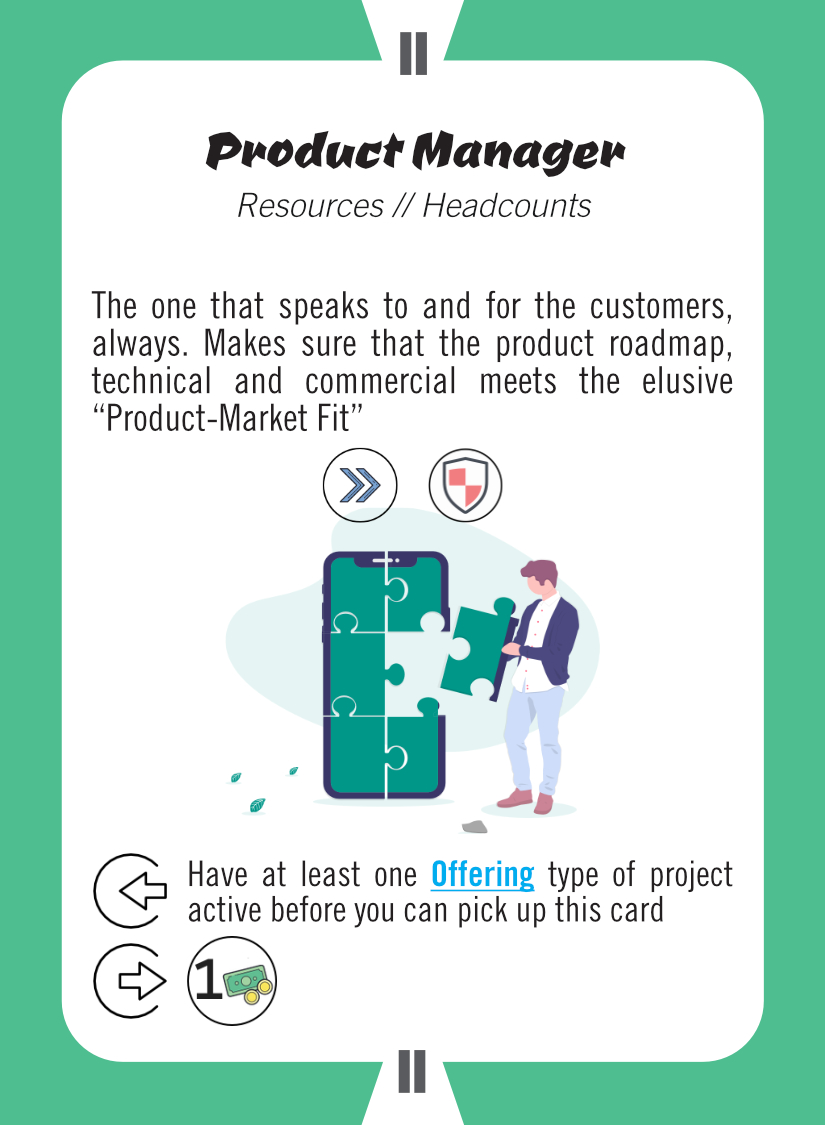 II
Product Manager
Resources // Headcounts
The one that speaks to and for the customers,
always. Makes sure that the product roadmap,
technical and commercial meets the elusive
“Product-Market Fit”
Have at least one Offering type of project
active before you can pick up this card
1
II